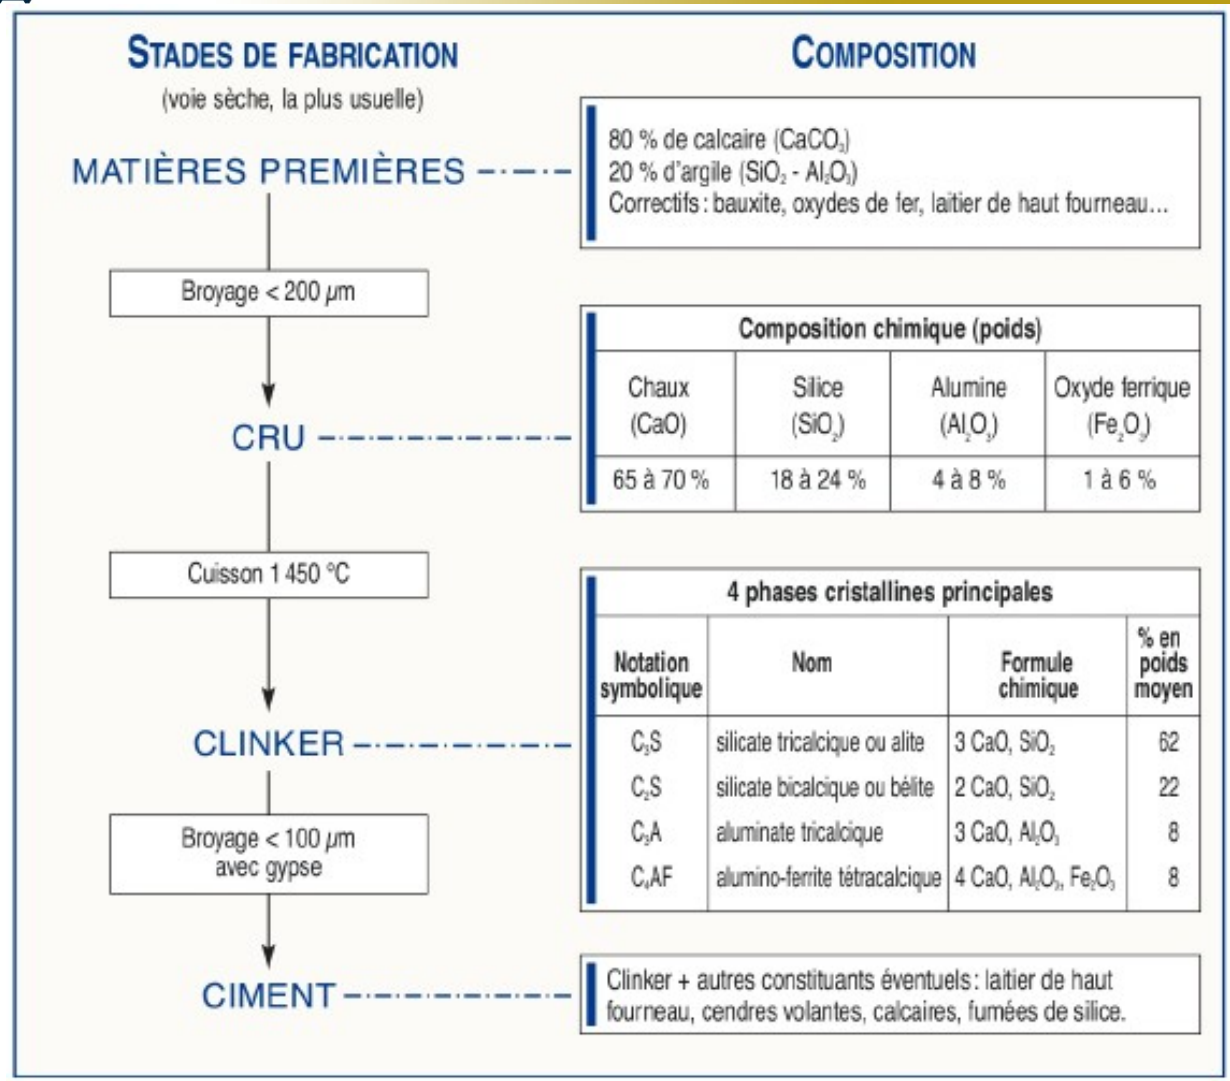 STADES DE FABRICATION
(voie sèche, la plus usuelle)
COMPOSITION
MATIÈRES PREMIÈRES
80 % de calcaire (CaCO₃)
20 % d'argile (SiO₂ - Al₂O₃)
Correctifs : bauxite, oxydes de fer, laitier de haut fourneau…
Broyage < 200 µm
CRU
Composition chimique (poids)
Chaux Silice Alumine Oxyde ferrique
(CaO) (SiO₂) (Al₂O₃) (Fe₂O₃)
65 à 70 % 18 à 24 % 4 à 8 % 1 à 6 %
Cuisson 1 450 °C
CLINKER
4 phases cristallines principales
Notation symbolique Nom Formule chimique % en poids moyen
C₃S silicate tricalcique ou alite 3 CaO, SiO₂ 62
C₂S silicate bicalcique ou bélite 2 CaO, SiO₂ 22
C₃A aluminate tricalcique 3 CaO, Al₂O₃ 8
C₄AF alumino-ferrite tétracalcique 4 CaO, Al₂O₃, Fe₂O₃ 8
Broyage < 100 µm
avec gypse
CIMENT
Clinker + autres constituants éventuels : laitier de haut
fourneau, cendres volantes, calcaires, fumées de silice.